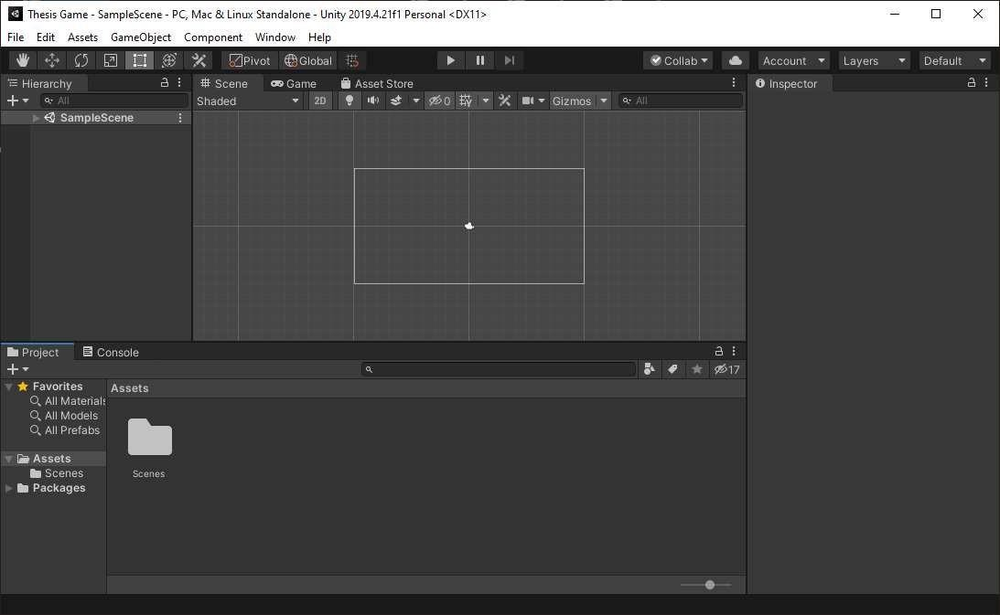 Thesis Game - SampleScene - PC, Mac & Linux Standalone - Unity 2019.4.21f1 Personal <DX11>
File Edit Assets GameObject Component Window Help
Pivot Global Collab Account Layers Default
Hierarchy Scene Game Asset Store Inspector
All Shaded 2D 0 Gizmos All
SampleScene
Project Console
17
Favorites Assets
All Materials
All Models
All Prefabs
Assets
Scenes Scenes
Packages